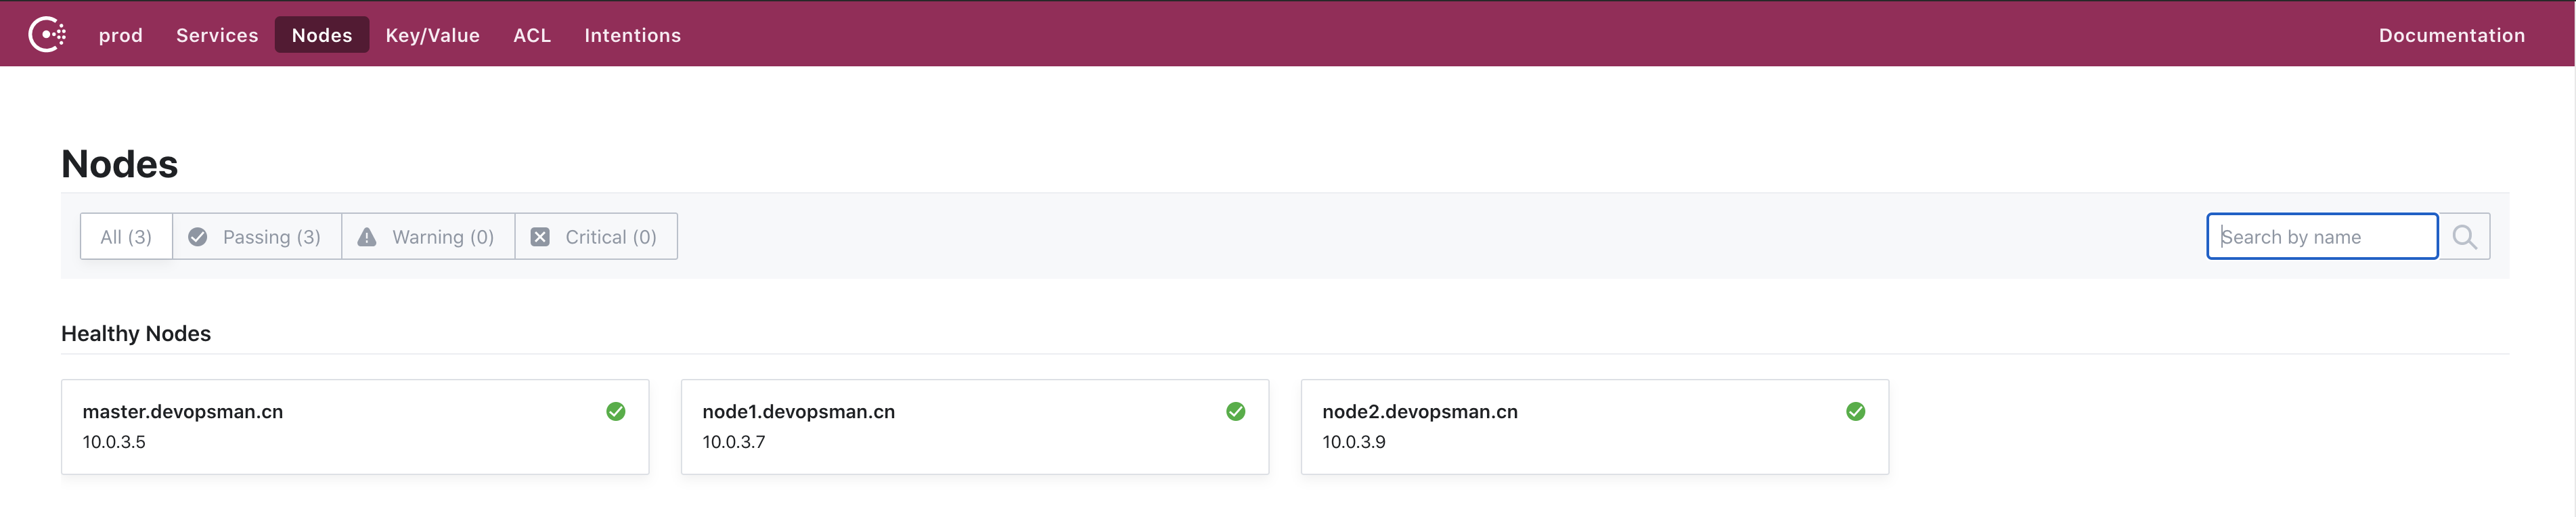 prod Services Nodes Key/Value ACL Intentions Documentation
Nodes
All (3) Passing (3) Warning (0) Critical (0) Search by name
Healthy Nodes
master.devopsman.cn node1.devopsman.cn node2.devopsman.cn
10.0.3.5 10.0.3.7 10.0.3.9